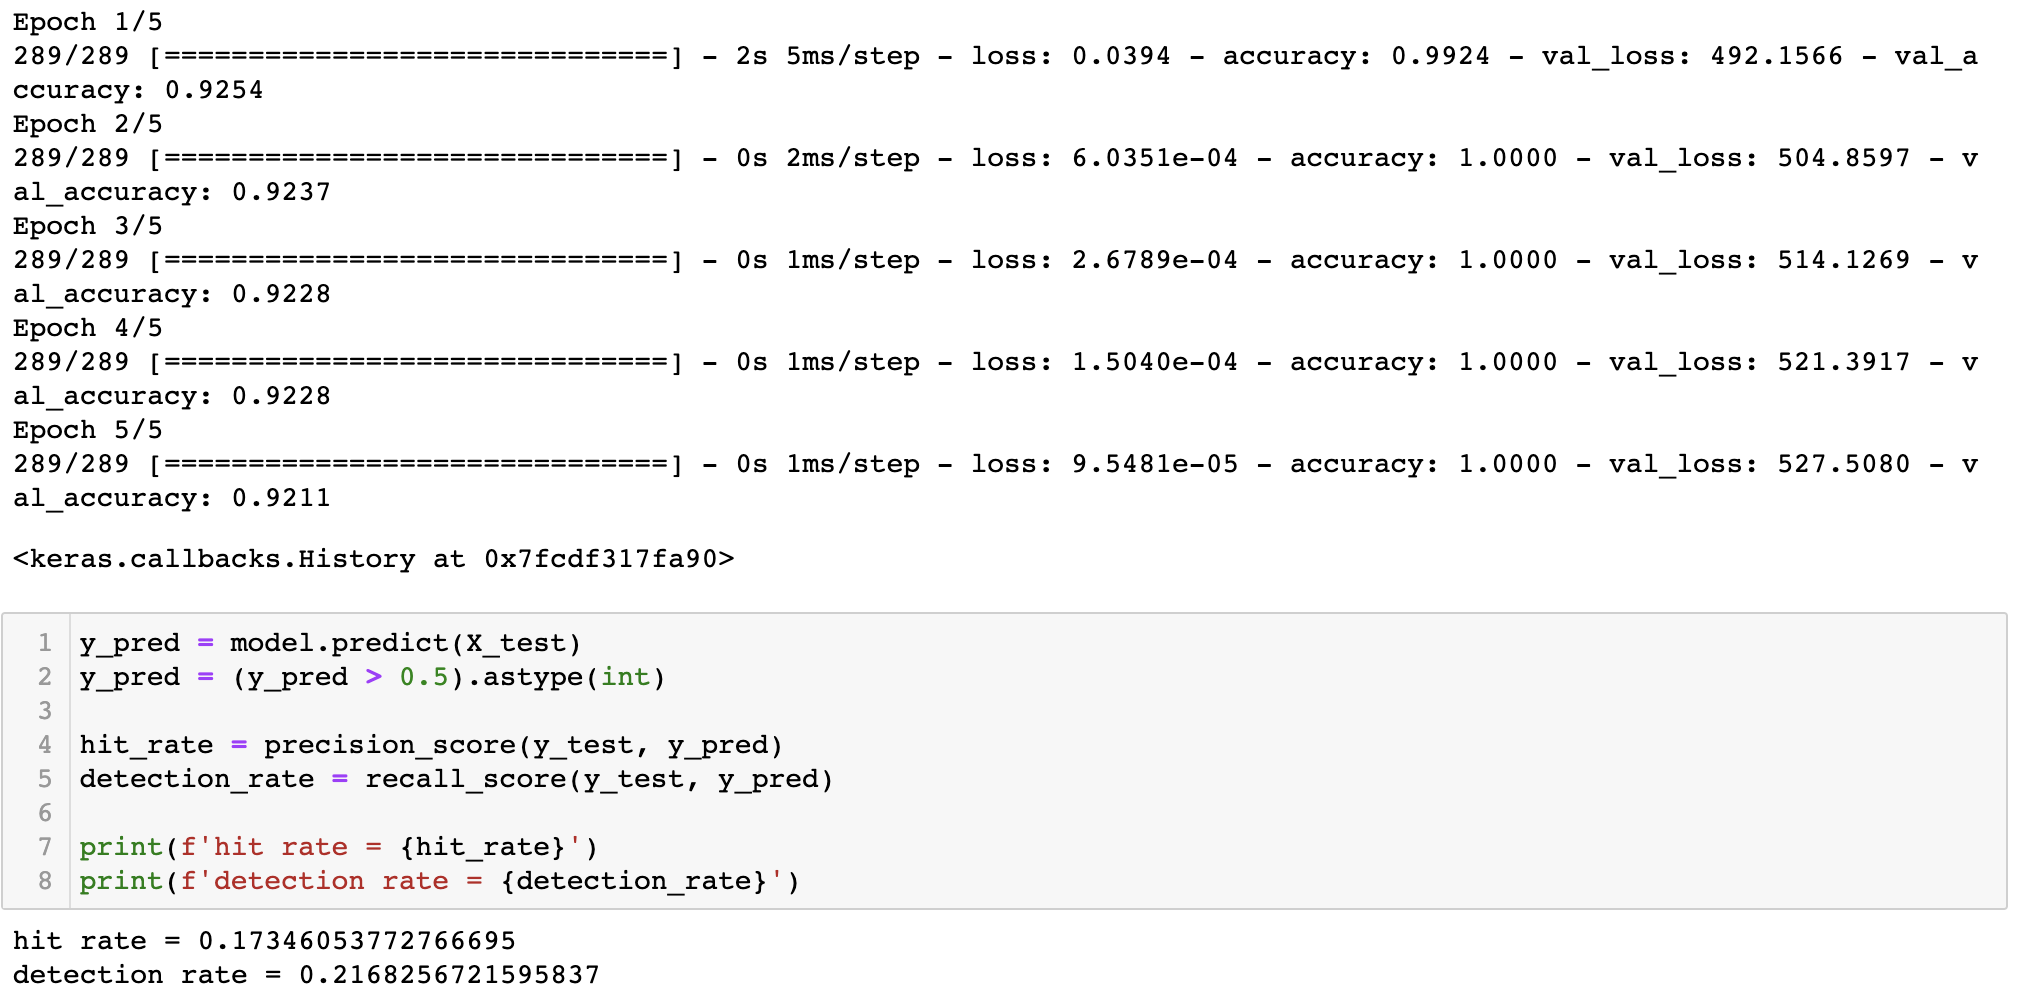 Epoch 1/5
289/289 [==============================] - 2s 5ms/step - loss: 0.0394 - accuracy: 0.9924 - val_loss: 492.1566 - val_a
ccuracy: 0.9254
Epoch 2/5
289/289 [==============================] - 0s 2ms/step - loss: 6.0351e-04 - accuracy: 1.0000 - val_loss: 504.8597 - v
al_accuracy: 0.9237
Epoch 3/5
289/289 [==============================] - 0s 1ms/step - loss: 2.6789e-04 - accuracy: 1.0000 - val_loss: 514.1269 - v
al_accuracy: 0.9228
Epoch 4/5
289/289 [==============================] - 0s 1ms/step - loss: 1.5040e-04 - accuracy: 1.0000 - val_loss: 521.3917 - v
al_accuracy: 0.9228
Epoch 5/5
289/289 [==============================] - 0s 1ms/step - loss: 9.5481e-05 - accuracy: 1.0000 - val_loss: 527.5080 - v
al_accuracy: 0.9211
<keras.callbacks.History at 0x7fcdf317fa90>
1 y_pred = model.predict(X_test)
2 y_pred = (y_pred > 0.5).astype(int)
3
4 hit_rate = precision_score(y_test, y_pred)
5 detection_rate = recall_score(y_test, y_pred)
6
7 print(f'hit rate = {hit_rate}')
8 print(f'detection rate = {detection_rate}')
hit rate = 0.17346053772766695
detection rate = 0.2168256721595837